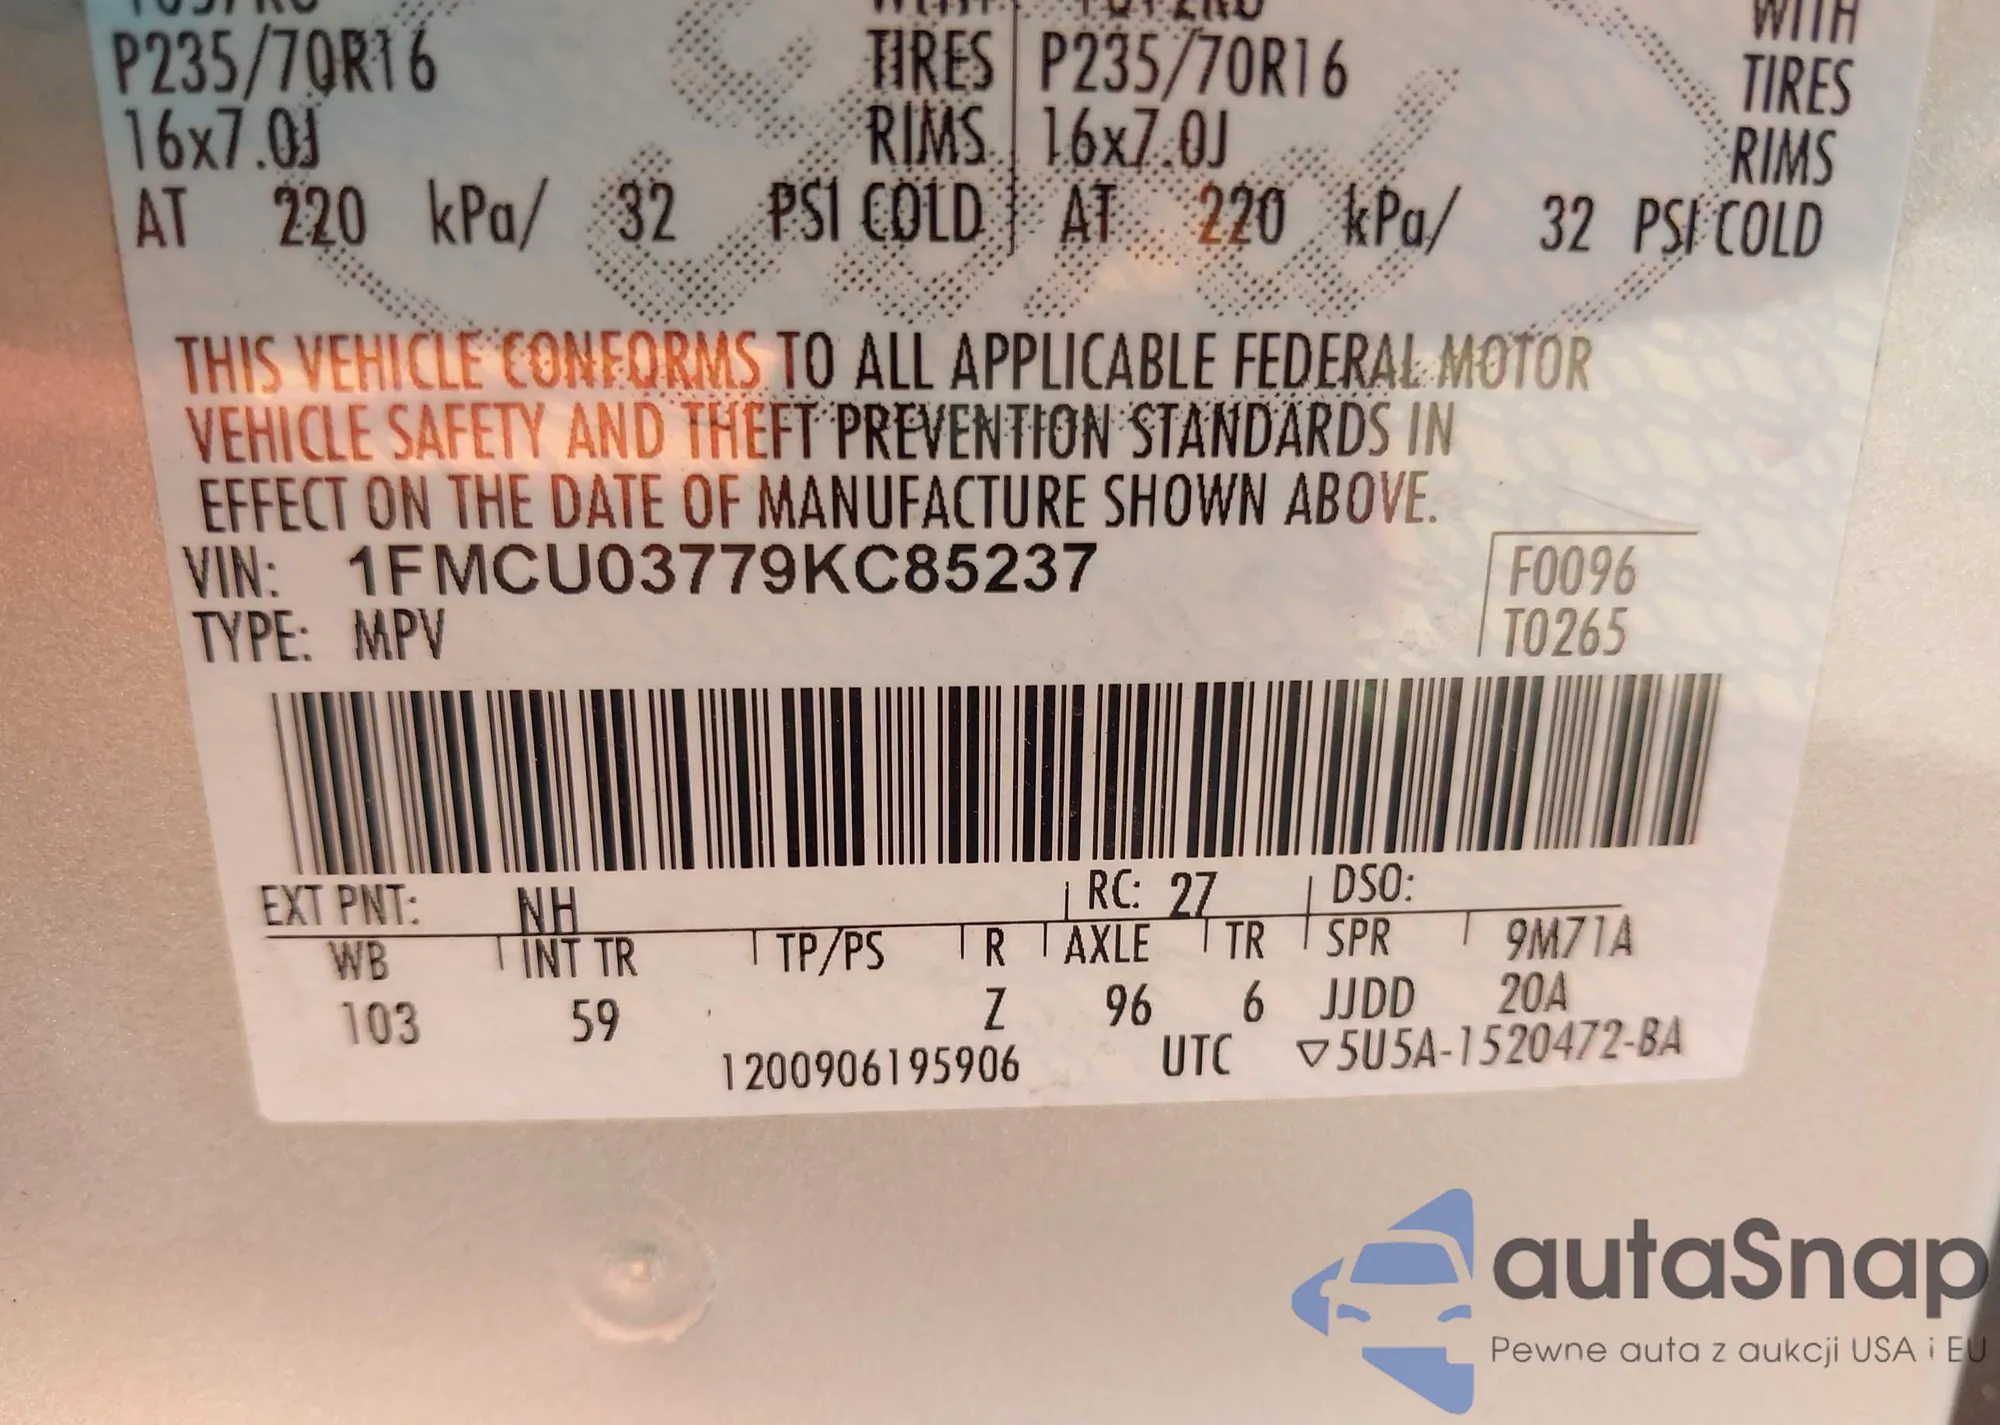 P235/70R16 TIRES P235/70R16 WITH TIRES
16x7.0J RIMS 16x7.0J RIMS
AT 220 kPa/ 32 PSI COLD AT 220 kPa/ 32 PSI COLD
THIS VEHICLE CONFORMS TO ALL APPLICABLE FEDERAL MOTOR
VEHICLE SAFETY AND THEFT PREVENTION STANDARDS IN
EFFECT ON THE DATE OF MANUFACTURE SHOWN ABOVE.
VIN: 1FMCU03779KC85237 F0096
TYPE: MPV T0265
EXT PNT: NH RC: 27 DSO:
WB INT TR TP/PS R AXLE TR SPR 9M71A
103 59 Z 96 6 JJDD 20A
1200906195906 UTC ▽5U5A-1520472-BA
autaSnap
Pewne auta z aukcji USA i EU